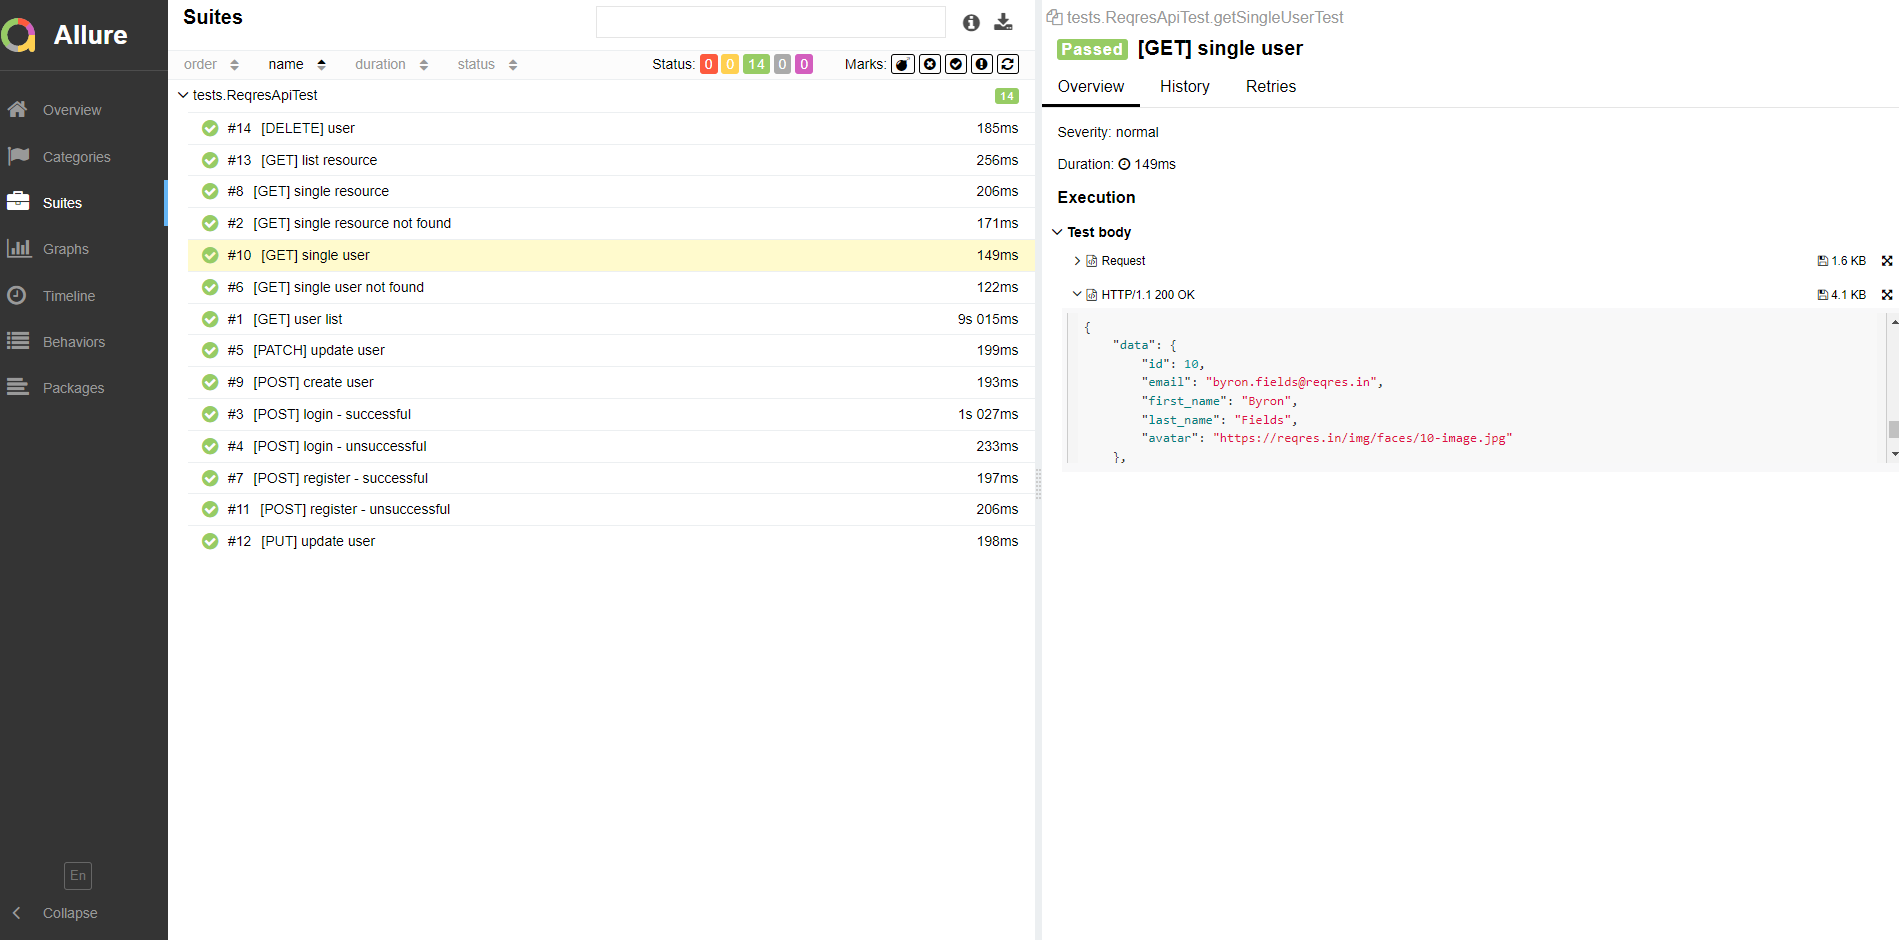 Allure
Overview
Categories
Suites
Graphs
Timeline
Behaviors
Packages
En
Collapse
Suites
order name duration status Status: 0 0 14 0 0 Marks:
tests.ReqresApiTest 14
#14 [DELETE] user 185ms
#13 [GET] list resource 256ms
#8 [GET] single resource 206ms
#2 [GET] single resource not found 171ms
#10 [GET] single user 149ms
#6 [GET] single user not found 122ms
#1 [GET] user list 9s 015ms
#5 [PATCH] update user 199ms
#9 [POST] create user 193ms
#3 [POST] login - successful 1s 027ms
#4 [POST] login - unsuccessful 233ms
#7 [POST] register - successful 197ms
#11 [POST] register - unsuccessful 206ms
#12 [PUT] update user 198ms
tests.ReqresApiTest.getSingleUserTest
Passed [GET] single user
Overview History Retries
Severity: normal
Duration: 149ms
Execution
Test body
Request 1.6 KB
HTTP/1.1 200 OK 4.1 KB
{
"data": {
"id": 10,
"email": "byron.fields@reqres.in",
"first_name": "Byron",
"last_name": "Fields",
"avatar": "https://reqres.in/img/faces/10-image.jpg"
},